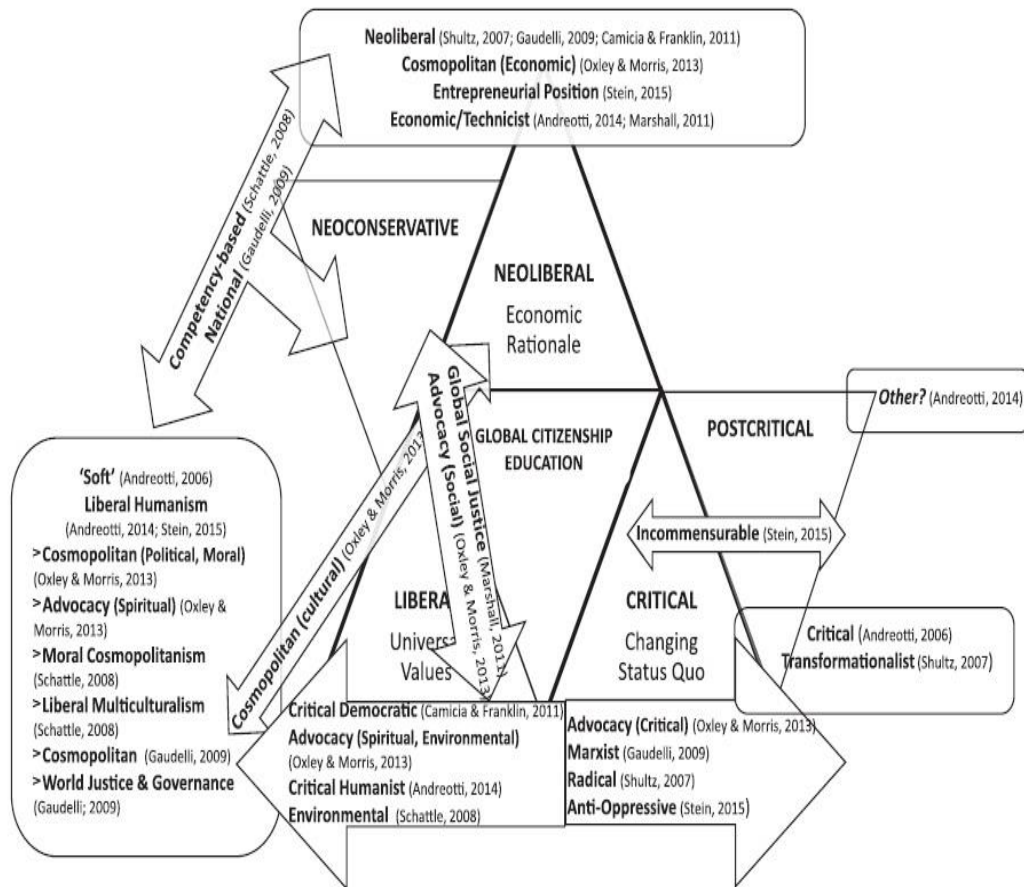 Neoliberal (Shultz, 2007; Gaudelli, 2009; Camicia & Franklin, 2011)
Cosmopolitan (Economic) (Oxley & Morris, 2013)
Entrepreneurial Position (Stein, 2015)
Economic/Technicist (Andreotti, 2014; Marshall, 2011)
Competency-based (Schattle, 2008)
National (Gaudelli, 2009)
NEOCONSERVATIVE
NEOLIBERAL
Economic
Rationale
Global Social Justice (Marshall, 2011)
Advocacy (Social) (Oxley & Morris, 2013)
GLOBAL CITIZENSHIP
EDUCATION
POSTCRITICAL
Other? (Andreotti, 2014)
Incommensurable (Stein, 2015)
Cosmopolitan (cultural) (Oxley & Morris, 2013
'Soft' (Andreotti, 2006)
Liberal Humanism
(Andreotti, 2014; Stein, 2015)
>Cosmopolitan (Political, Moral)
(Oxley & Morris, 2013)
>Advocacy (Spiritual) (Oxley &
Morris, 2013)
>Moral Cosmopolitanism
(Schattle, 2008)
>Liberal Multiculturalism
(Schattle, 2008)
>Cosmopolitan (Gaudelli, 2009)
>World Justice & Governance
(Gaudelli; 2009)
LIBERA
Univers
Values
CRITICAL
Changing
Status Quo
Critical (Andreotti, 2006)
Transformationalist (Shultz, 2007)
Critical Democratic (Camicia & Franklin, 2011)
Advocacy (Spiritual, Environmental)
(Oxley & Morris, 2013)
Critical Humanist (Andreotti, 2014)
Environmental (Schattle, 2008)
Advocacy (Critical) (Oxley & Morris, 2013)
Marxist (Gaudelli, 2009)
Radical (Shultz, 2007)
Anti-Oppressive (Stein, 2015)